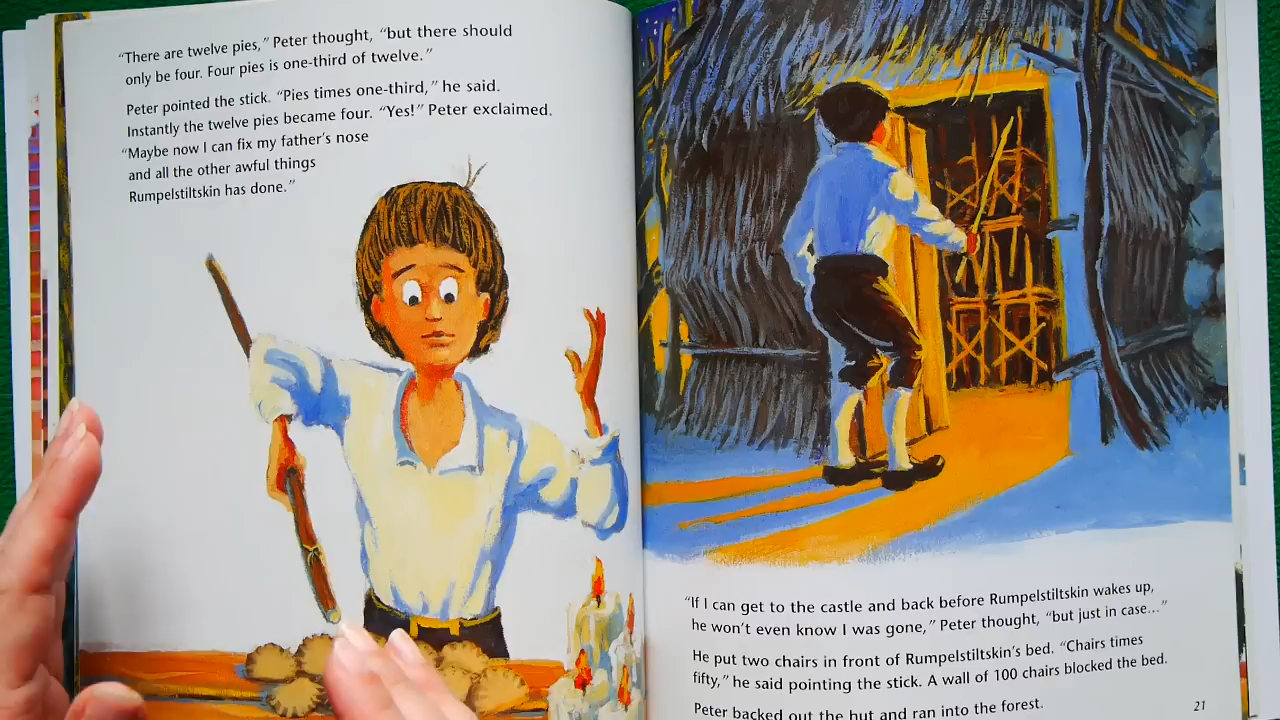 “There are twelve pies,” Peter thought, “but there should
only be four. Four pies is one-third of twelve.”
Peter pointed the stick. “Pies times one-third,” he said.
Instantly the twelve pies became four. “Yes!” Peter exclaimed.
“Maybe now I can fix my father’s nose
and all the other awful things
Rumpelstiltskin has done.”
“If I can get to the castle and back before Rumpelstiltskin wakes up,
he won’t even know I was gone,” Peter thought, “but just in case...”
He put two chairs in front of Rumpelstiltskin’s bed. “Chairs times
fifty,” he said pointing the stick. A wall of 100 chairs blocked the bed.
Peter backed out the hut and ran into the forest.
21